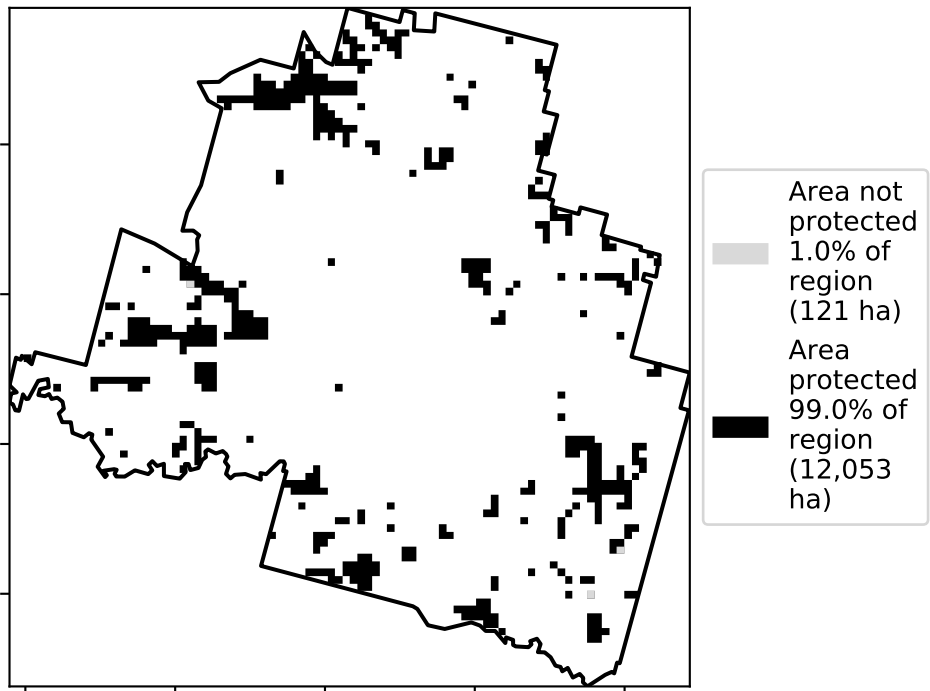 Area not
protected
1.0% of
region
(121 ha)
Area
protected
99.0% of
region
(12,053
ha)